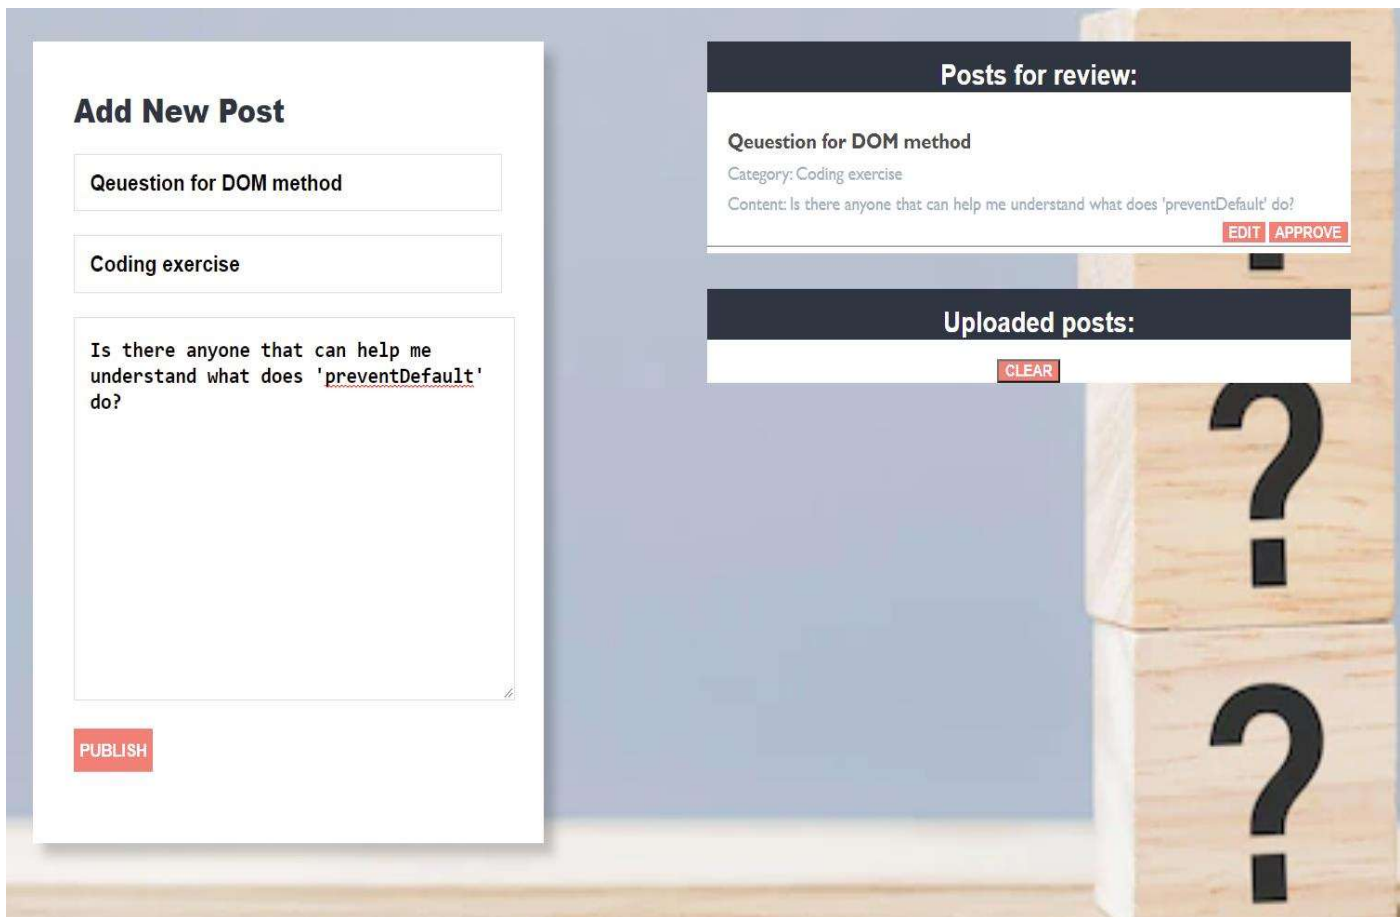 Add New Post
Qeuestion for DOM method
Coding exercise
Is there anyone that can help me
understand what does 'preventDefault'
do?
PUBLISH
Posts for review:
Qeuestion for DOM method
Category: Coding exercise
Content: Is there anyone that can help me understand what does 'preventDefault' do?
EDIT APPROVE
Uploaded posts:
CLEAR
?
?